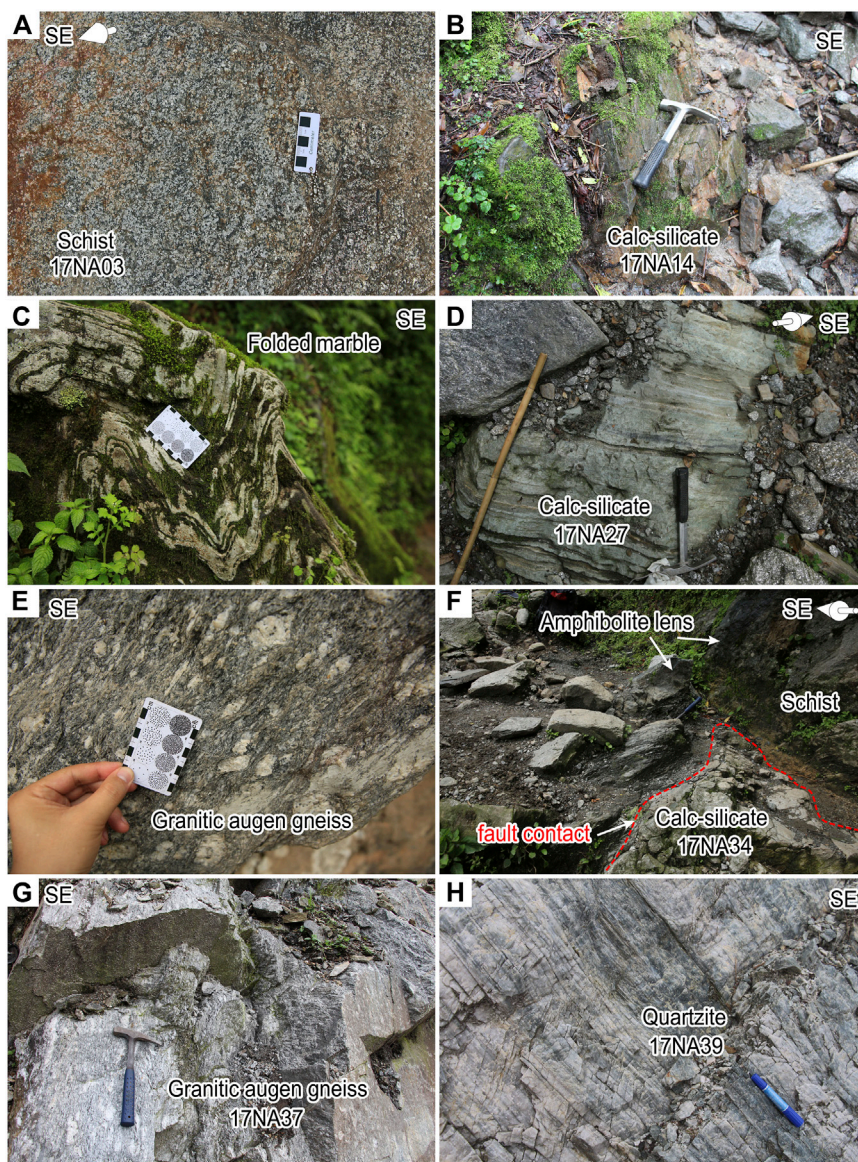 A
SE
Schist
17NA03
B
SE
Calc-silicate
17NA14
C
SE
Folded marble
D
SE
Calc-silicate
17NA27
E
SE
Granitic augen gneiss
F
SE
Amphibolite lens
Schist
fault contact
Calc-silicate
17NA34
G
SE
Granitic augen gneiss
17NA37
H
SE
Quartzite
17NA39